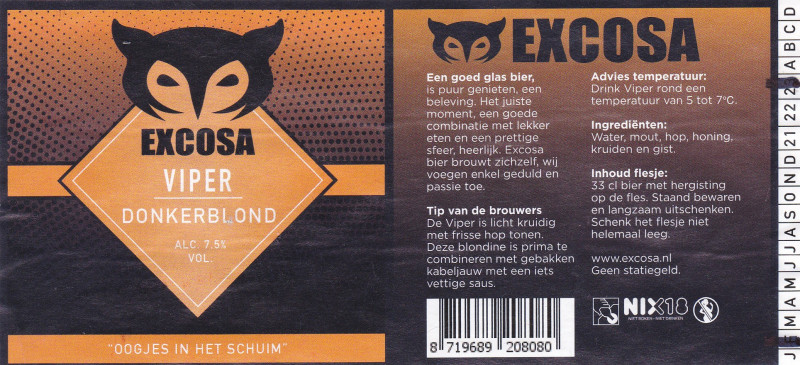 EXCOSA
VIPER
DONKERBLOND
ALC 7.5%
VOL.
"OOGJES IN HET SCHUIM"
EXCOSA
Een goed glas bier,
is puur genieten, een
beleving. Het juiste
moment, een goede
combinatie met lekker
eten en een prettige
sfeer, heerlijk. Excosa
bier brouwt zichzelf, wij
voegen enkel geduld en
passie toe.
Tip van de brouwers
De Viper is licht kruidig
met frisse hop tonen.
Deze blondine is prima te
combineren met gebakken
kabeljauw met een iets
vettige saus.
8 719689 208080
Advies temperatuur:
Drink Viper rond een
temperatuur van 5 tot 7°C.
Ingrediënten:
Water, mout, hop, honing,
kruiden en gist.
Inhoud flesje:
33 cl bier met hergisting
op de fles. Staand bewaren
en langzaam uitschenken.
Schenk het flesje niet
helemaal leeg.
www.excosa.nl
Geen statiegeld.
NIX18
NIET ROKEN - NIET DRINKEN
J F M A M J J A S O N D 21 22 23 A B C D